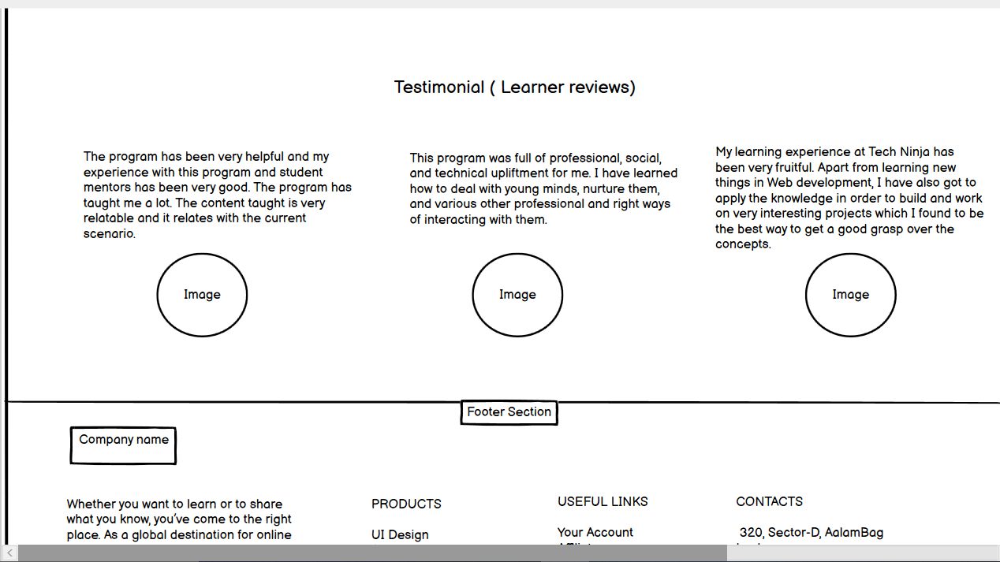 Testimonial ( Learner reviews)
The program has been very helpful and my
experience with this program and student
mentors has been very good. The program has
taught me a lot. The content taught is very
relatable and it relates with the current
scenario.
Image
This program was full of professional, social,
and technical upliftment for me. I have learned
how to deal with young minds, nurture them,
and various other professional and right ways
of interacting with them.
Image
My learning experience at Tech Ninja has
been very fruitful. Apart from learning new
things in Web development, I have also got to
apply the knowledge in order to build and work
on very interesting projects which I found to be
the best way to get a good grasp over the
concepts.
Image
Footer Section
Company name
Whether you want to learn or to share
what you know, you've come to the right
place. As a global destination for online
PRODUCTS
UI Design
USEFUL LINKS
Your Account
CONTACTS
320, Sector-D, AalamBag